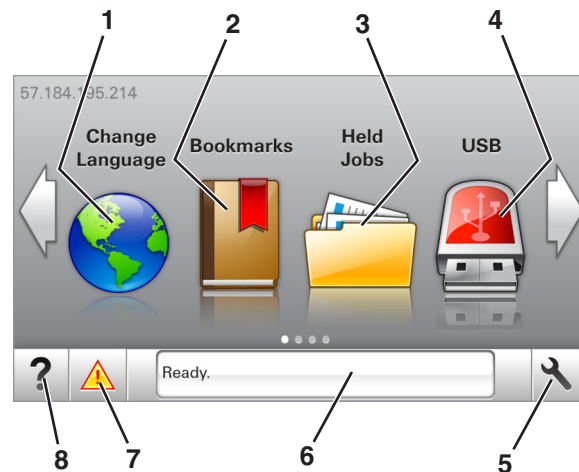 1 2 3 4
57.184.195.214
Change
Language
Bookmarks
Held
Jobs
USB
?
Ready.
8 7 6 5